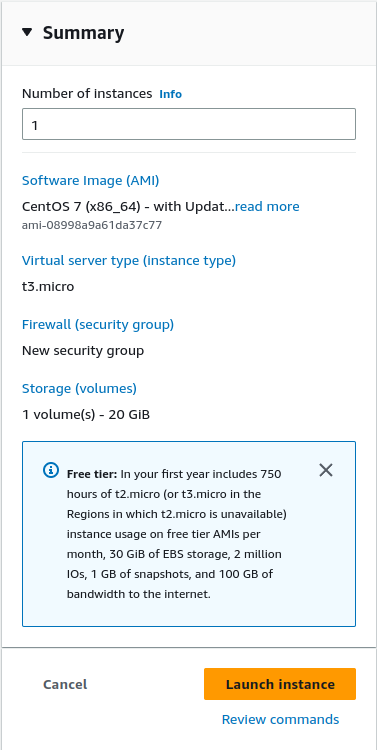 Summary
Number of instances Info
1
Software Image (AMI)
CentOS 7 (x86_64) - with Updat...read more
ami-08998a9a61da37c77
Virtual server type (instance type)
t3.micro
Firewall (security group)
New security group
Storage (volumes)
1 volume(s) - 20 GiB
Free tier: In your first year includes 750
hours of t2.micro (or t3.micro in the
Regions in which t2.micro is unavailable)
instance usage on free tier AMIs per
month, 30 GiB of EBS storage, 2 million
IOs, 1 GB of snapshots, and 100 GB of
bandwidth to the internet.
Cancel
Launch instance
Review commands